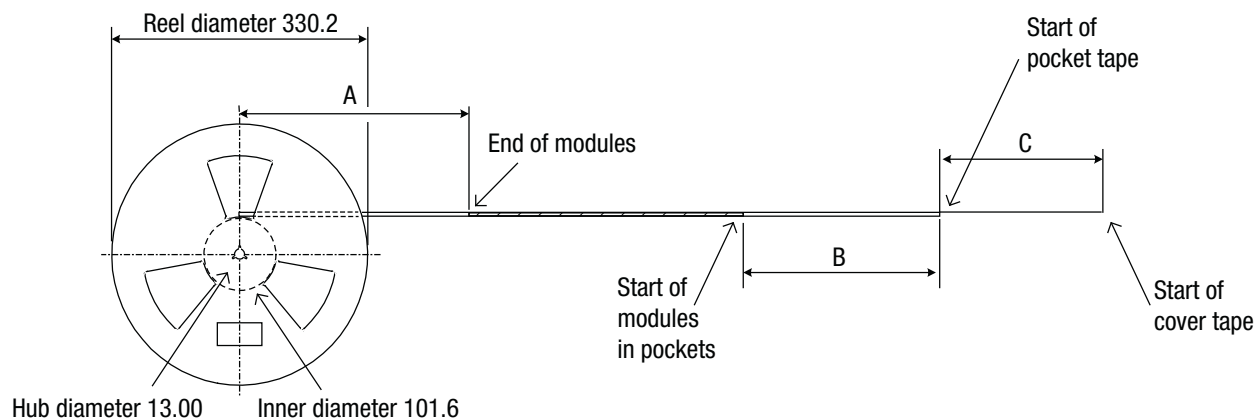 Reel diameter 330.2
Start of
pocket tape
A
End of modules
C
B
Start of
modules
in pockets
Start of
cover tape
Hub diameter 13.00
Inner diameter 101.6